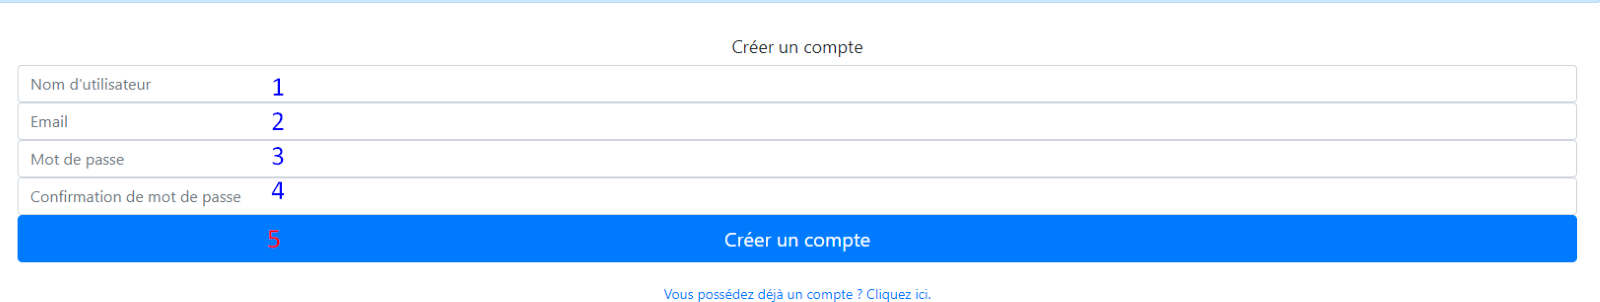 Créer un compte
Nom d'utilisateur 1
Email 2
Mot de passe 3
Confirmation de mot de passe 4
5 Créer un compte
Vous possédez déjà un compte ? Cliquez ici.